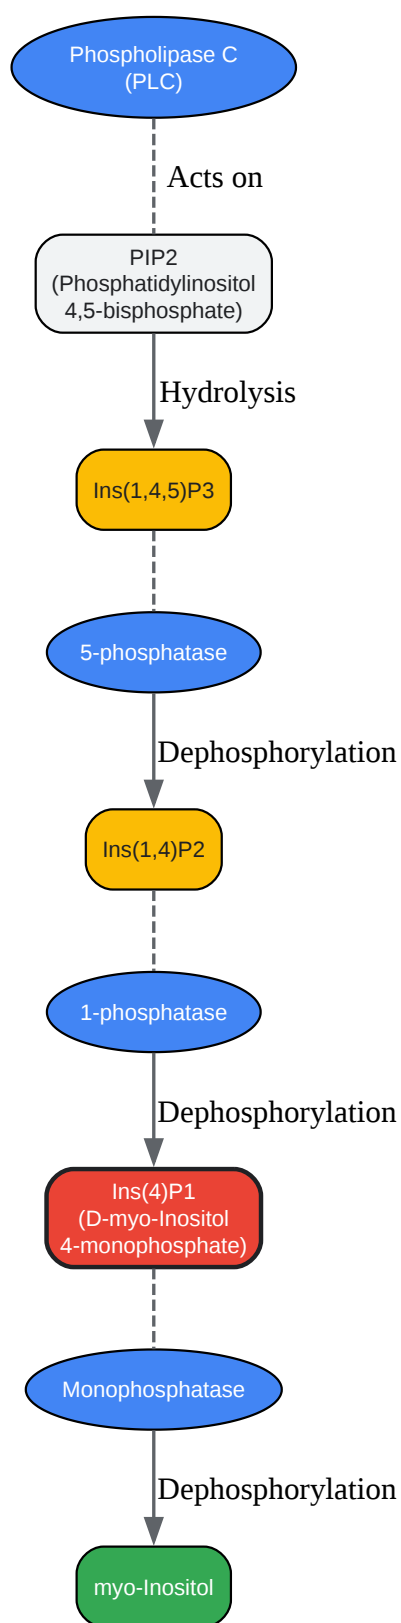 Phospholipase C
(PLC)
Acts on
PIP2
(Phosphatidylinositol
4,5-bisphosphate)
Hydrolysis
Ins(1,4,5)P3
5-phosphatase
Dephosphorylation
Ins(1,4)P2
1-phosphatase
Dephosphorylation
Ins(4)P1
(D-myo-Inositol
4-monophosphate)
Monophosphatase
Dephosphorylation
myo-Inositol